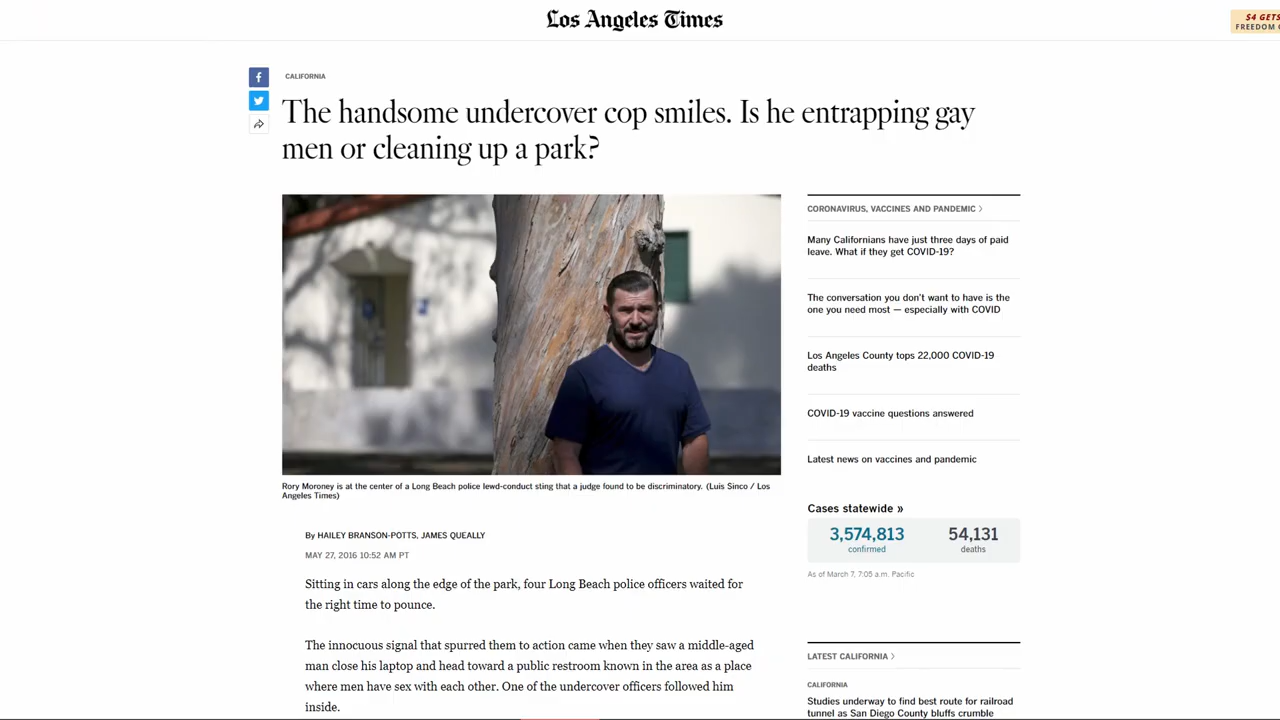 Los Angeles Times
$4 GETS
FREEDOM
CALIFORNIA
The handsome undercover cop smiles. Is he entrapping gay
men or cleaning up a park?
Rory Moroney is at the center of a Long Beach police lewd-conduct sting that a judge found to be discriminatory. (Luis Sinco / Los
Angeles Times)
By HAILEY BRANSON-POTTS, JAMES QUEALLY
MAY 27, 2016 10:52 AM PT
Sitting in cars along the edge of the park, four Long Beach police officers waited for
the right time to pounce.
The innocuous signal that spurred them to action came when they saw a middle-aged
man close his laptop and head toward a public restroom known in the area as a place
where men have sex with each other. One of the undercover officers followed him
inside.
CORONAVIRUS, VACCINES AND PANDEMIC >
Many Californians have just three days of paid
leave. What if they get COVID-19?
The conversation you don't want to have is the
one you need most — especially with COVID
Los Angeles County tops 22,000 COVID-19
deaths
COVID-19 vaccine questions answered
Latest news on vaccines and pandemic
Cases statewide »
3,574,813 54,131
confirmed deaths
As of March 7, 7:05 a.m. Pacific
LATEST CALIFORNIA >
CALIFORNIA
Studies underway to find best route for railroad
tunnel as San Diego County bluffs crumble